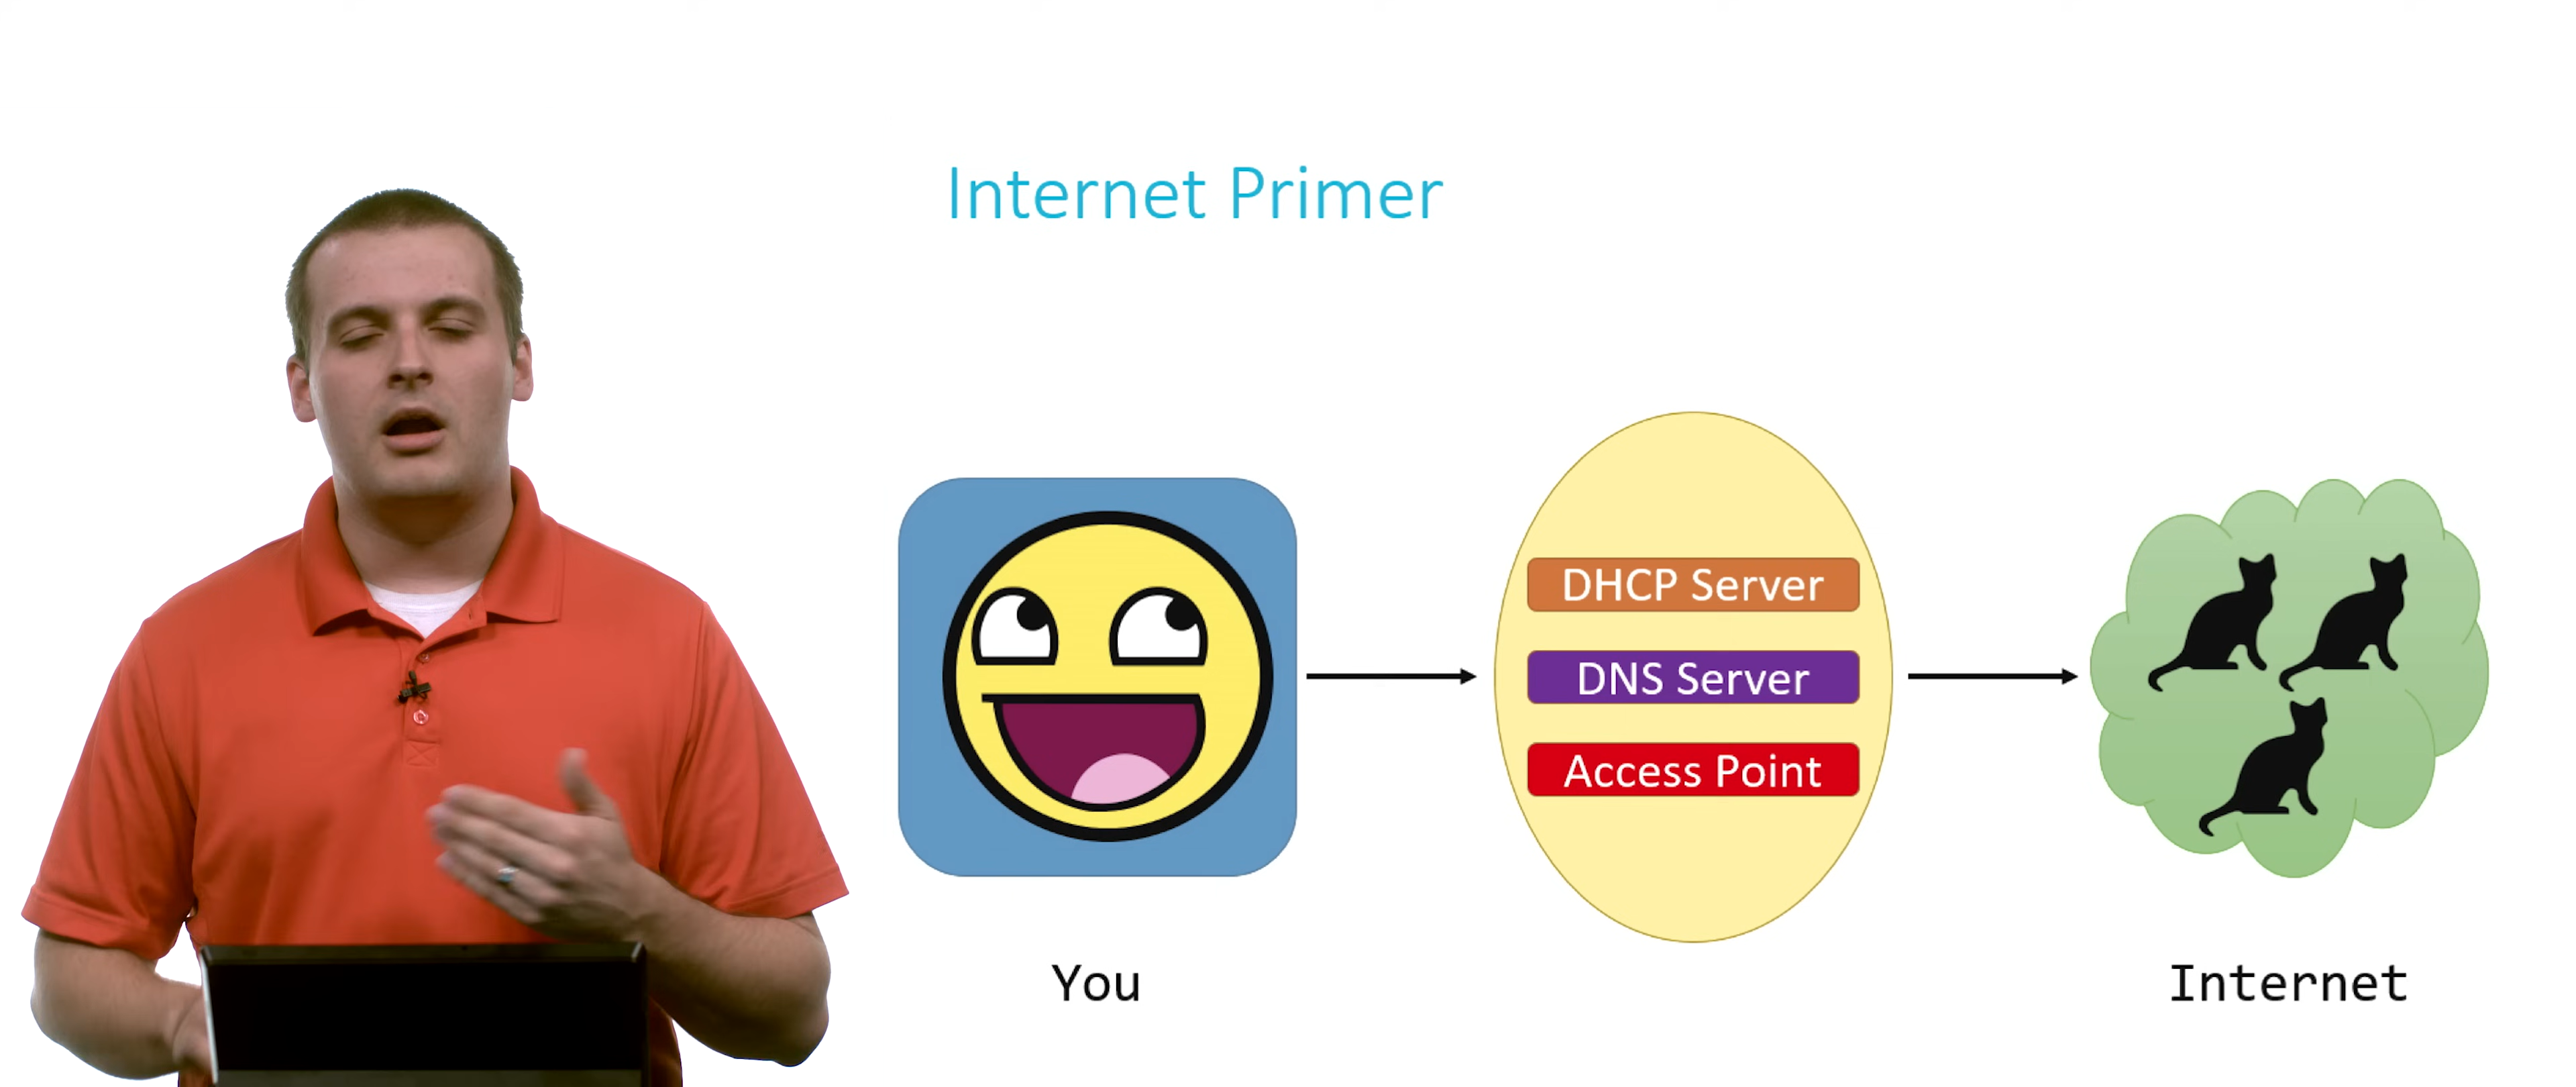 Internet Primer
DHCP Server
DNS Server
Access Point
You
Internet